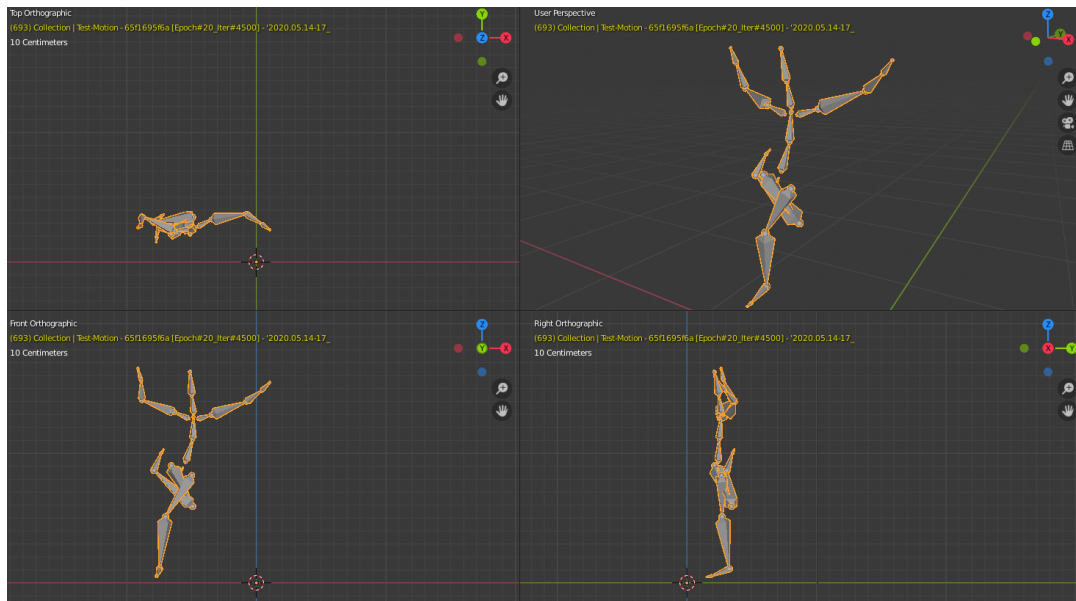 Top Orthographic
(693) Collection | Test-Motion - 65f1695f6a [Epoch#20_Iter#4500] - '2020.05.14-17_
10 Centimeters
Y
Z
X
User Perspective
(693) Collection | Test-Motion - 65f1695f6a [Epoch#20_Iter#4500] - '2020.05.14-17_
Z
Y
X
Front Orthographic
(693) Collection | Test-Motion - 65f1695f6a [Epoch#20_Iter#4500] - '2020.05.14-17_
10 Centimeters
Z
Y
X
Right Orthographic
(693) Collection | Test-Motion - 65f1695f6a [Epoch#20_Iter#4500] - '2020.05.14-17_
10 Centimeters
Z
X
Y